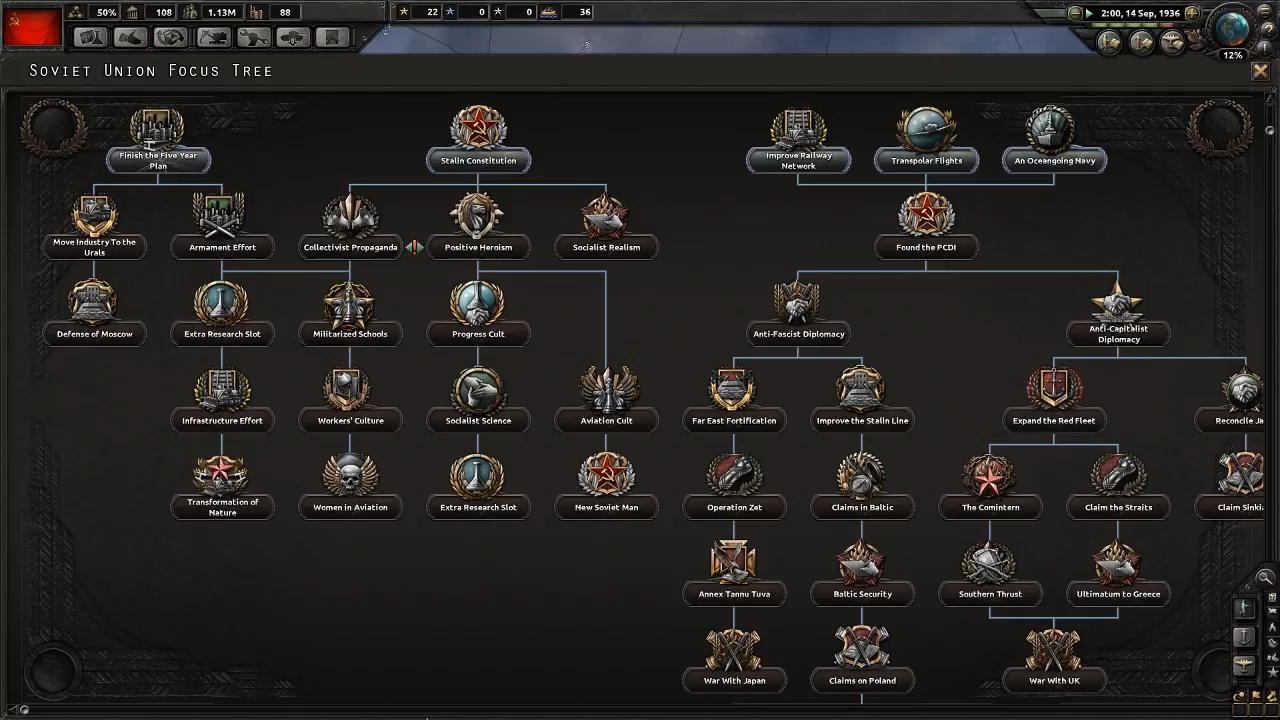 50% 108 1.13M 88 22 0 0 36 2:00, 14 Sep, 1936
12%
Soviet Union Focus Tree
Finish the Five Year
Plan
Stalin Constitution
Improve Railway
Network
Transpolar Flights
An Oceangoing Navy
Move Industry To the
Urals
Armament Effort
Collectivist Propaganda
Positive Heroism
Socialist Realism
Found the PCDI
Defense of Moscow
Extra Research Slot
Militarized Schools
Progress Cult
Anti-Fascist Diplomacy
Anti-Capitalist
Diplomacy
Infrastructure Effort
Workers' Culture
Socialist Science
Aviation Cult
Far East Fortification
Improve the Stalin Line
Expand the Red Fleet
Reconcile Ja
Transformation of
Nature
Women in Aviation
Extra Research Slot
New Soviet Man
Operation Zet
Claims in Baltic
The Comintern
Claim the Straits
Claim Sinki
Annex Tannu Tuva
Baltic Security
Southern Thrust
Ultimatum to Greece
War With Japan
Claims on Poland
War With UK